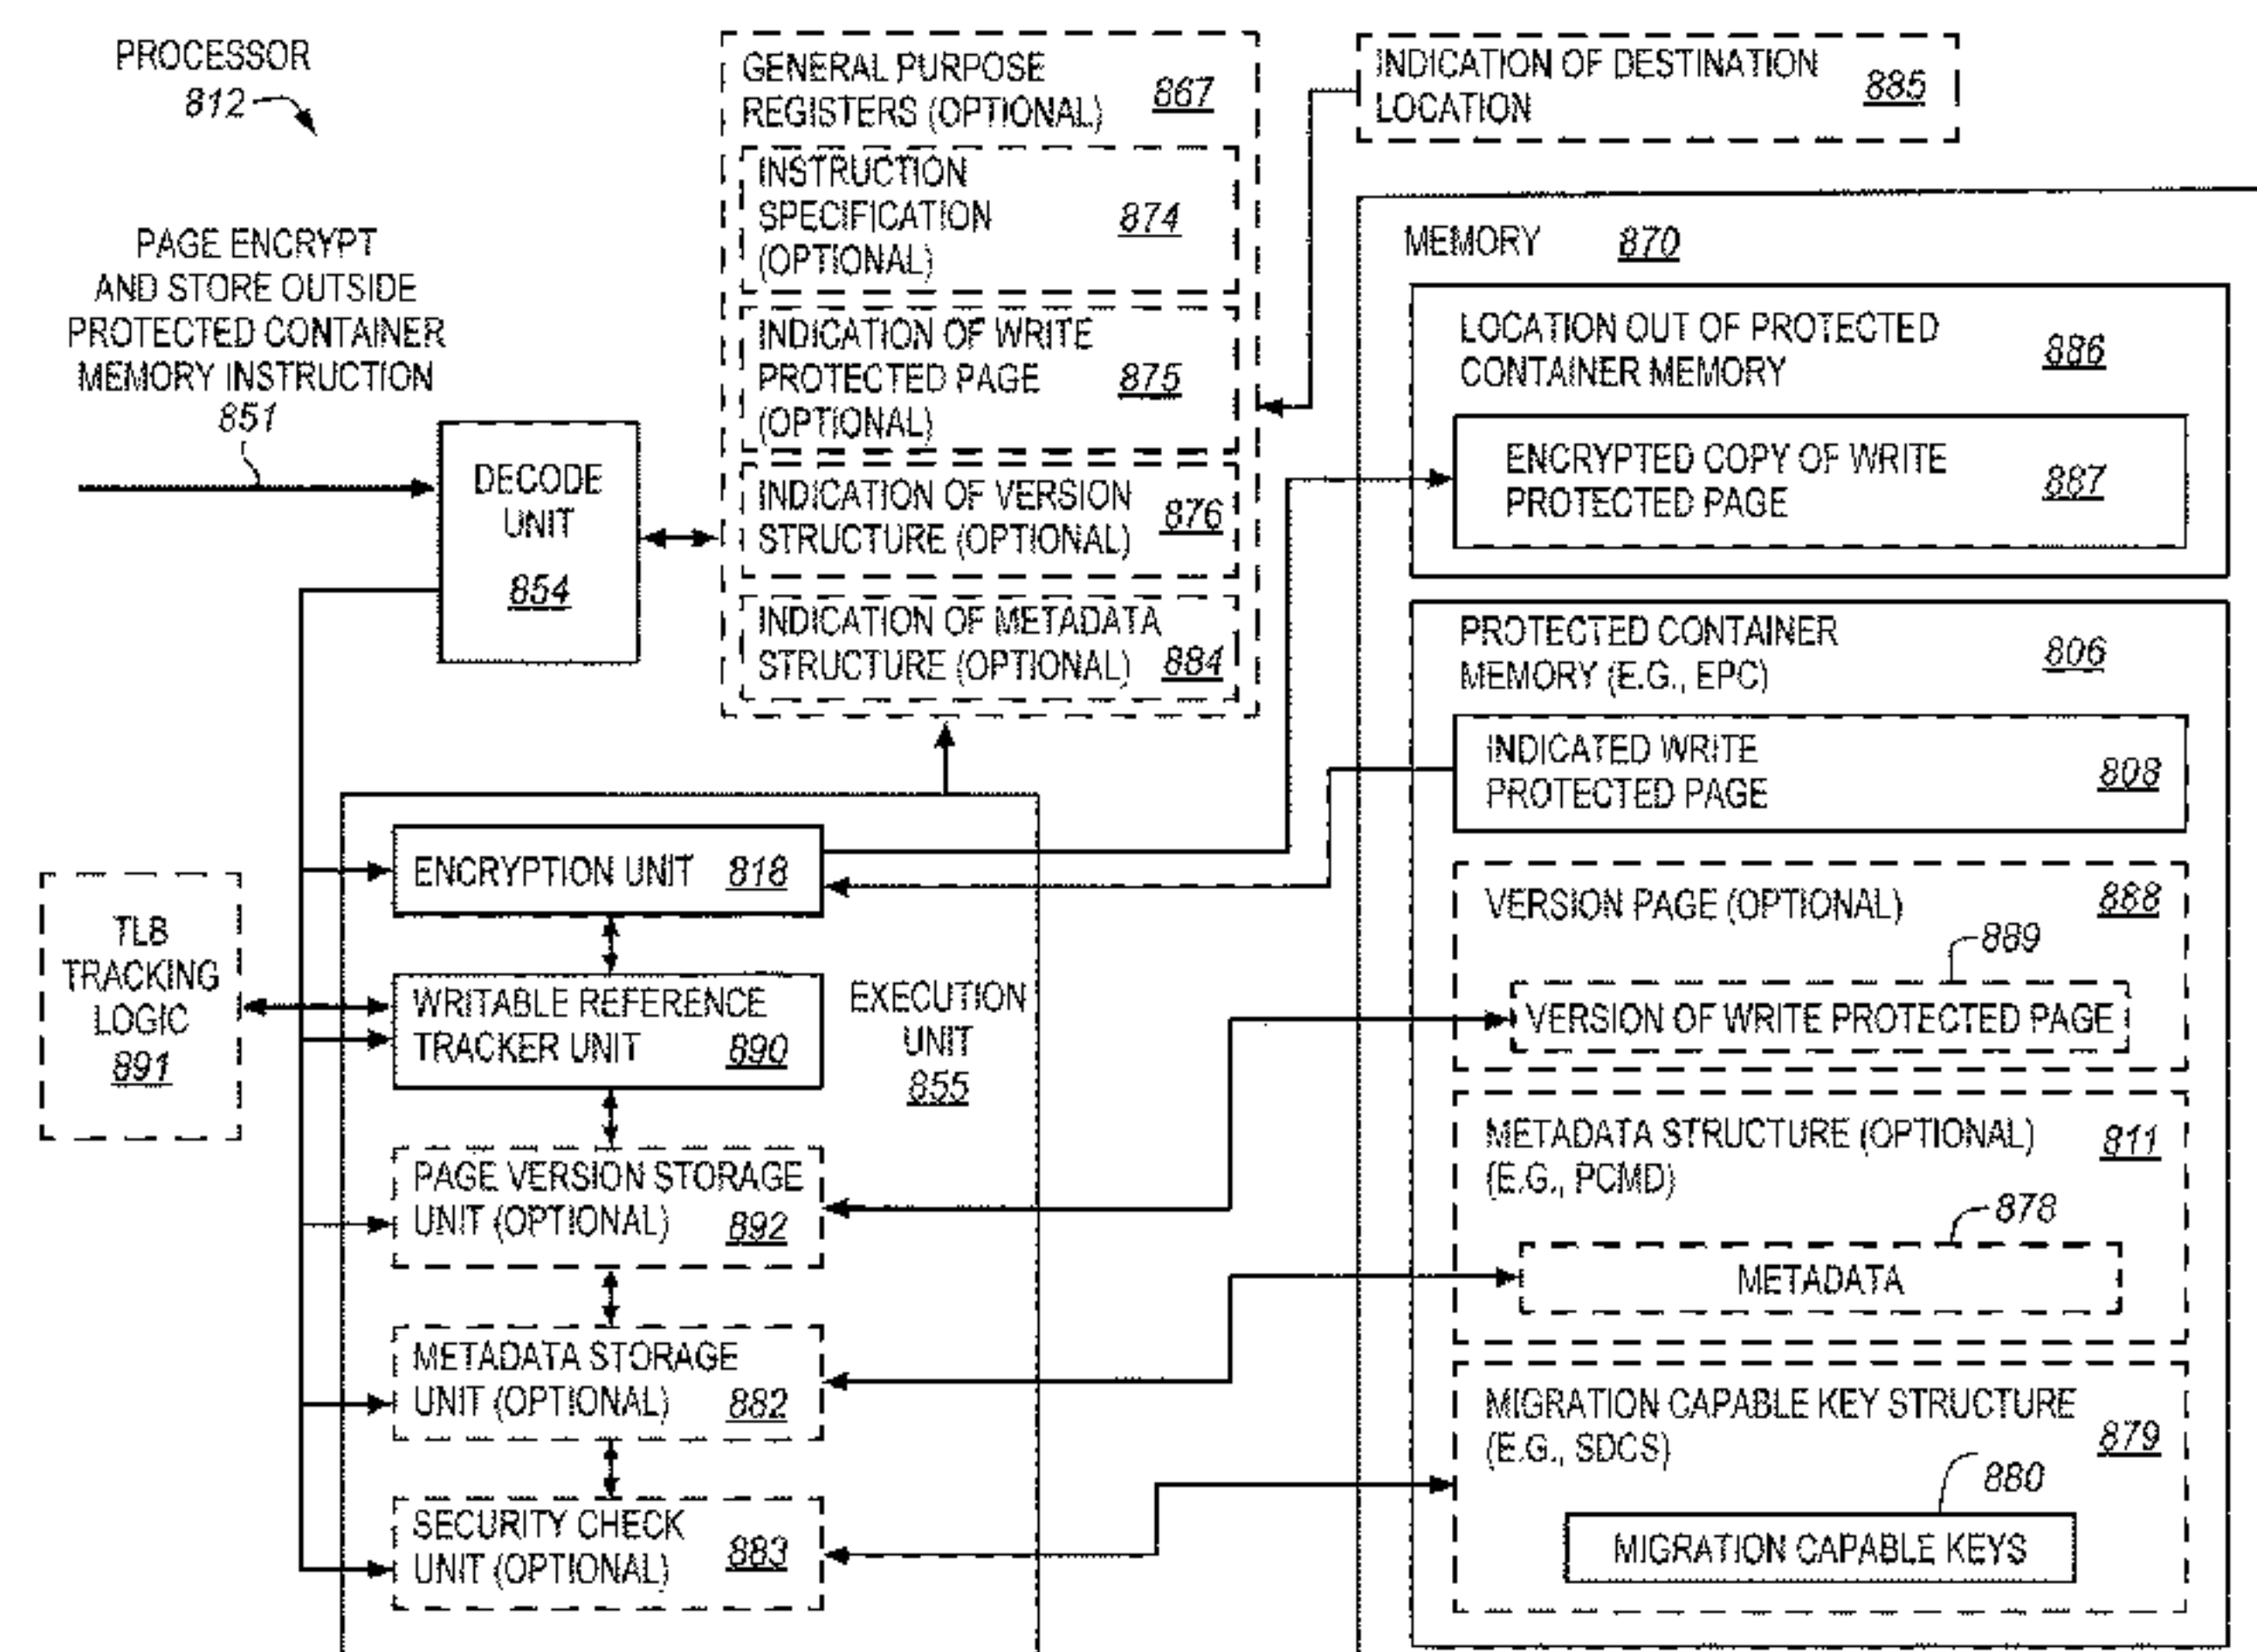 PROCESSOR
812
PAGE ENCRYPT
AND STORE OUTSIDE
PROTECTED CONTAINER
MEMORY INSTRUCTION
851
DECODE
UNIT
854
GENERAL PURPOSE
REGISTERS (OPTIONAL) 867
INSTRUCTION
SPECIFICATION 874
(OPTIONAL)
INDICATION OF WRITE
PROTECTED PAGE 875
(OPTIONAL)
INDICATION OF VERSION
STRUCTURE (OPTIONAL) 876
INDICATION OF METADATA
STRUCTURE (OPTIONAL) 884
INDICATION OF DESTINATION
LOCATION 885
MEMORY 870
LOCATION OUT OF PROTECTED
CONTAINER MEMORY 886
ENCRYPTED COPY OF WRITE
PROTECTED PAGE 887
PROTECTED CONTAINER
MEMORY (E.G., EPC) 806
INDICATED WRITE
PROTECTED PAGE 808
VERSION PAGE (OPTIONAL) 888
889
VERSION OF WRITE PROTECTED PAGE
METADATA STRUCTURE (OPTIONAL) 811
(E.G., PCMD)
878
METADATA
MIGRATION CAPABLE KEY STRUCTURE
(E.G., SDCS) 879
880
MIGRATION CAPABLE KEYS
TLB
TRACKING
LOGIC
891
ENCRYPTION UNIT 818
WRITABLE REFERENCE
TRACKER UNIT 890
EXECUTION
UNIT
855
PAGE VERSION STORAGE
UNIT (OPTIONAL) 892
METADATA STORAGE
UNIT (OPTIONAL) 882
SECURITY CHECK
UNIT (OPTIONAL) 883